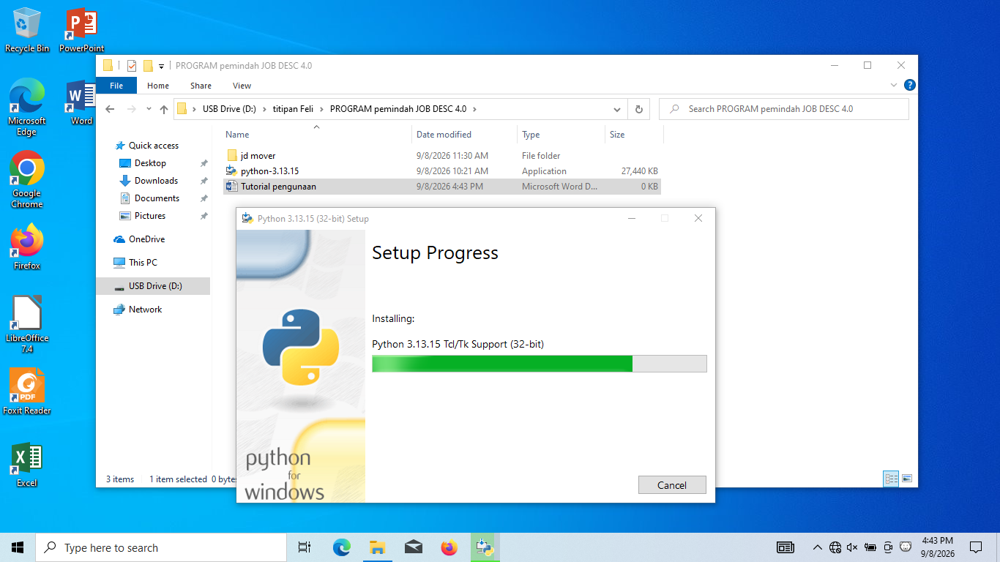 Recycle Bin
PowerPoint
Microsoft Edge
Word
Google Chrome
Firefox
LibreOffice 7.4
Foxit Reader
PDF
Excel
PROGRAM pemindah JOB DESC 4.0
File Home Share View
USB Drive (D:) titipan Feli PROGRAM pemindah JOB DESC 4.0
Search PROGRAM pemindah JOB DESC 4.0
Name Date modified Type Size
Quick access
Desktop
Downloads
Documents
Pictures
OneDrive
This PC
USB Drive (D:)
Network
jd mover 9/8/2026 11:30 AM File folder
python-3.13.15 9/8/2026 10:21 AM Application 27,440 KB
Tutorial pengunaan 9/8/2026 4:43 PM Microsoft Word D... 0 KB
Python 3.13.15 (32-bit) Setup
Setup Progress
Installing:
Python 3.13.15 Tcl/Tk Support (32-bit)
python
for
windows
Cancel
3 items 1 item selected 0 bytes
Type here to search
4:43 PM
9/8/2026